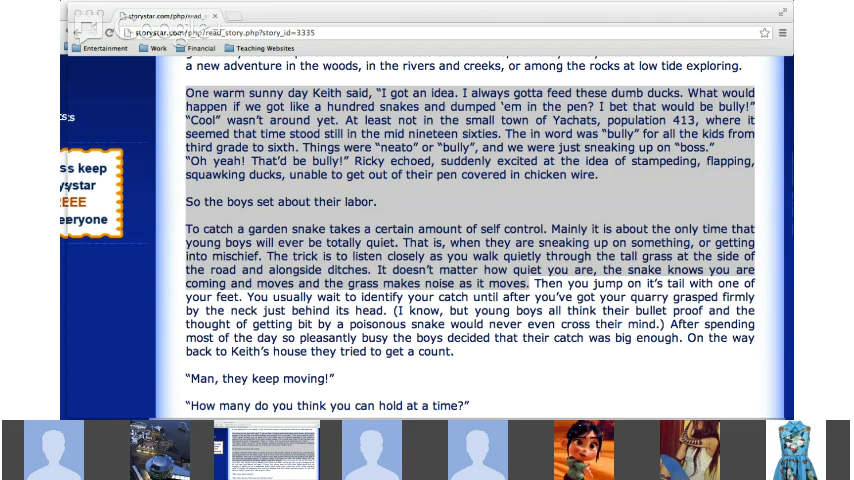 storystar.com/php/read_s
storystar.com/php/read_story.php?story_id=3335
Entertainment Work Financial Teaching Websites
a new adventure in the woods, in the rivers and creeks, or among the rocks at low tide exploring.
One warm sunny day Keith said, “I got an idea. I always gotta feed these dumb ducks. What would
happen if we got like a hundred snakes and dumped ‘em in the pen? I bet that would be bully!”
“Cool” wasn’t around yet. At least not in the small town of Yachats, population 413, where it
seemed that time stood still in the mid nineteen sixties. The in word was “bully” for all the kids from
third grade to sixth. Things were “neato” or “bully”, and we were just sneaking up on “boss.”
“Oh yeah! That’d be bully!” Ricky echoed, suddenly excited at the idea of stampeding, flapping,
squawking ducks, unable to get out of their pen covered in chicken wire.
So the boys set about their labor.
To catch a garden snake takes a certain amount of self control. Mainly it is about the only time that
young boys will ever be totally quiet. That is, when they are sneaking up on something, or getting
into mischief. The trick is to listen closely as you walk quietly through the tall grass at the side of
the road and alongside ditches. It doesn’t matter how quiet you are, the snake knows you are
coming and moves and the grass makes noise as it moves. Then you jump on it’s tail with one of
your feet. You usually wait to identify your catch until after you’ve got your quarry grasped firmly
by the neck just behind its head. (I know, but young boys all think their bullet proof and the
thought of getting bit by a poisonous snake would never even cross their mind.) After spending
most of the day so pleasantly busy the boys decided that their catch was big enough. On the way
back to Keith’s house they tried to get a count.
“Man, they keep moving!”
“How many do you think you can hold at a time?”
ss keep
ystar
REEE
eeryone